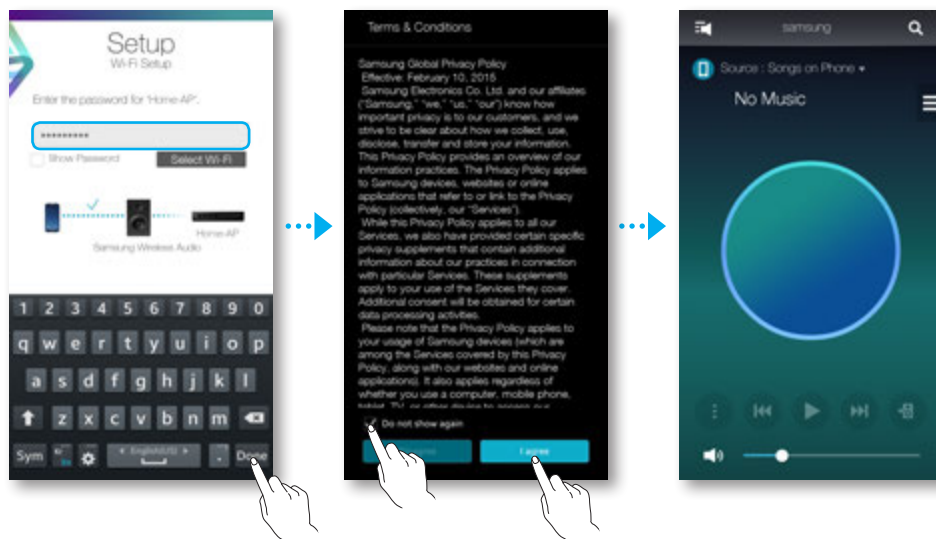 Setup
Wi-Fi Setup
Enter the password for 'Home-AP'.
*********
Show Password
Select Wi-Fi
Home-AP
Samsung Wireless Audio
1 2 3 4 5 6 7 8 9 0
q w e r t y u i o p
a s d f g h j k l
z x c v b n m
Sym
English(US)
.
Done
Terms & Conditions
Samsung Global Privacy Policy
Effective: February 10, 2015
Samsung Electronics Co. Ltd. and our affiliates
("Samsung," "we," "us," "our") know how
important privacy is to our customers, and we
strive to be clear about how we collect, use,
disclose, transfer and store your information.
This Privacy Policy provides an overview of our
information practices. The Privacy Policy applies
to Samsung devices, websites or online
applications that refer to or link to the Privacy
Policy (collectively, our "Services").
While this Privacy Policy applies to all our
Services, we also have provided certain specific
privacy supplements that contain additional
information about our practices in connection
with particular Services. These supplements
apply to your use of the Services they cover.
Additional consent will be obtained for certain
data processing activities.
Please note that the Privacy Policy applies to
your usage of Samsung devices (which are
among the Services covered by this Privacy
Policy, along with our websites and online
applications). It also applies regardless of
whether you use a computer, mobile phone,
tablet, TV, or other device to access our
Do not show again
I agree
samsung
Source : Songs on Phone
No Music